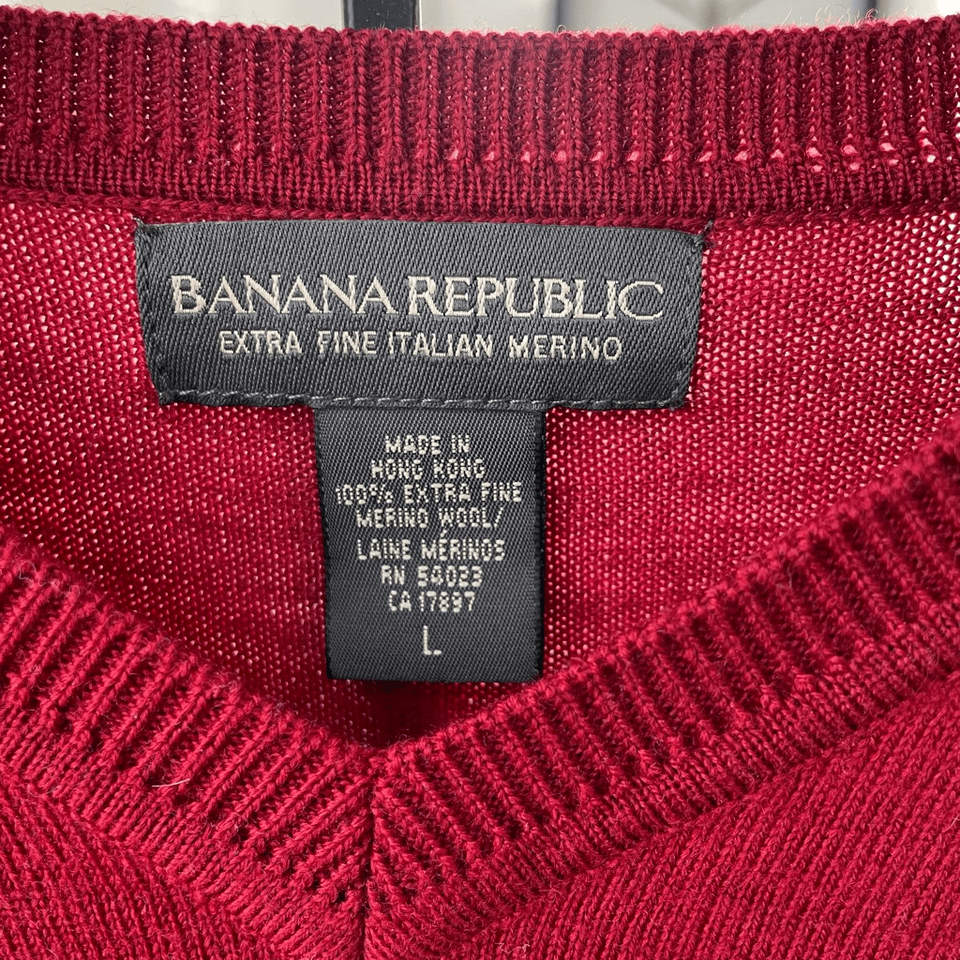 BANANA REPUBLIC
EXTRA FINE ITALIAN MERINO
MADE IN
HONG KONG
100% EXTRA FINE
MERINO WOOL/
LAINE MÉRINOS
RN 54023
CA 17897
L